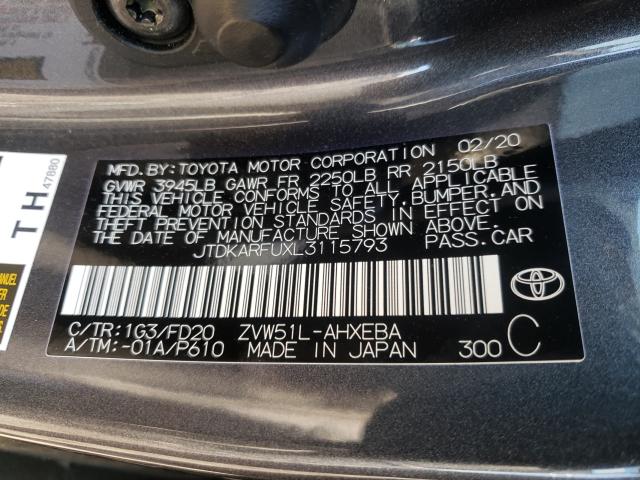 MFD.BY:TOYOTA MOTOR CORPORATION 02/20
GVWR 3945LB GAWR FR 2250LB RR 2150LB
THIS VEHICLE CONFORMS TO ALL APPLICABLE
FEDERAL MOTOR VEHICLE SAFETY,BUMPER,AND
THEFT PREVENTION STANDARDS IN EFFECT ON
THE DATE OF MANUFACTURE SHOWN ABOVE.
JTDKARFUXL3115793 PASS.CAR
C/TR:1G3/FD20 ZVW51L-AHXEBA
A/TM:-01A/P610 MADE IN JAPAN 300 C
TH
47880